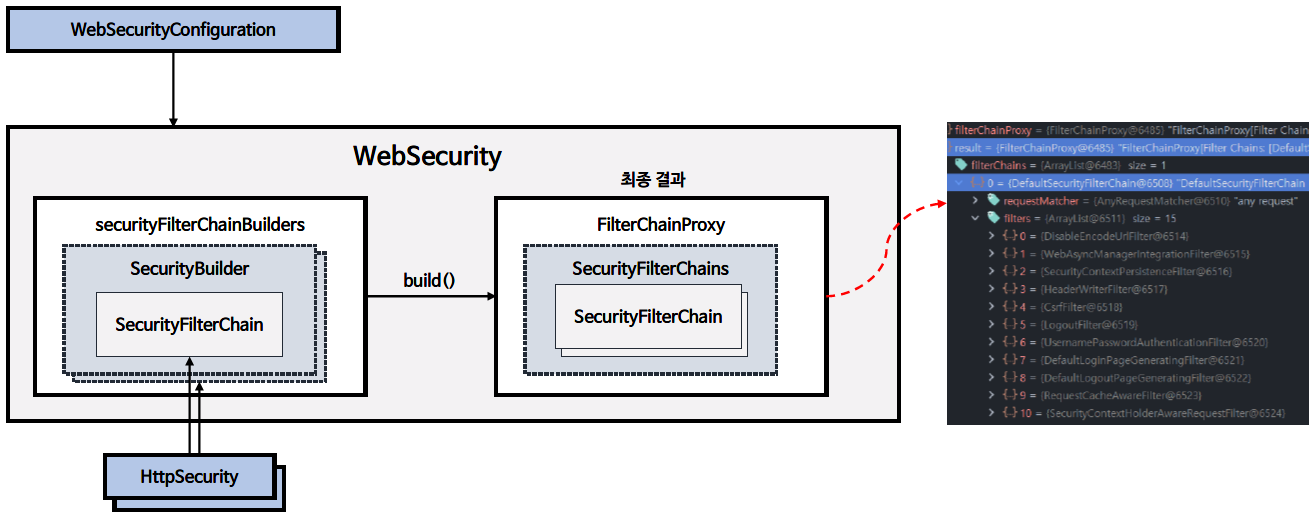 WebSecurityConfiguration
WebSecurity
최종 결과
securityFilterChainBuilders
SecurityBuilder
SecurityFilterChain
build()
FilterChainProxy
SecurityFilterChains
SecurityFilterChain
HttpSecurity
filterChainProxy = {FilterChainProxy@6485} "FilterChainProxy[Filter Chain
result = {FilterChainProxy@6485} "FilterChainProxy[Filter Chains: [Defaul
filterChains = {ArrayList@6483} size = 1
0 = {DefaultSecurityFilterChain@6508} "DefaultSecurityFilterChain
requestMatcher = {AnyRequestMatcher@6510} "any request"
filters = {ArrayList@6511} size = 15
0 = {DisableEncodeUrlFilter@6514}
1 = {WebAsyncManagerIntegrationFilter@6515}
2 = {SecurityContextPersistenceFilter@6516}
3 = {HeaderWriterFilter@6517}
4 = {CsrfFilter@6518}
5 = {LogoutFilter@6519}
6 = {UsernamePasswordAuthenticationFilter@6520}
7 = {DefaultLoginPageGeneratingFilter@6521}
8 = {DefaultLogoutPageGeneratingFilter@6522}
9 = {RequestCacheAwareFilter@6523}
10 = {SecurityContextHolderAwareRequestFilter@6524}